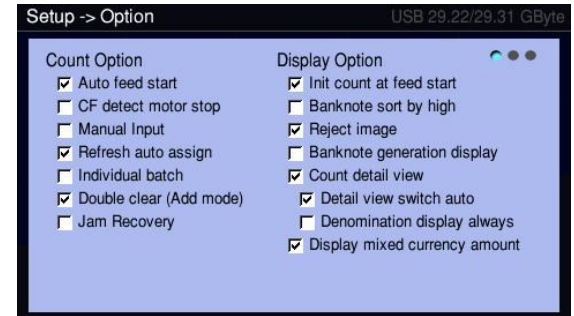 Setup -> Option
USB 29.22/29.31 GByte
Count Option
Auto feed start
CF detect motor stop
Manual Input
Refresh auto assign
Individual batch
Double clear (Add mode)
Jam Recovery
Display Option
Init count at feed start
Banknote sort by high
Reject image
Banknote generation display
Count detail view
Detail view switch auto
Denomination display always
Display mixed currency amount